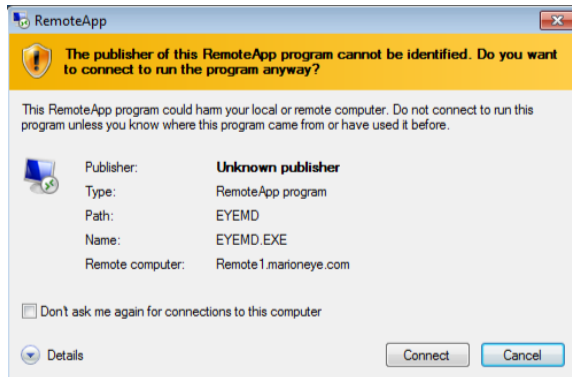 RemoteApp
The publisher of this RemoteApp program cannot be identified. Do you want
to connect to run the program anyway?
This RemoteApp program could harm your local or remote computer. Do not connect to run this
program unless you know where this program came from or have used it before.
Publisher: Unknown publisher
Type: RemoteApp program
Path: EYEMD
Name: EYEMD.EXE
Remote computer: Remote1.marioneye.com
Don't ask me again for connections to this computer
Details Connect Cancel